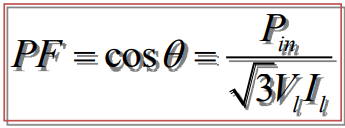 PF = cos θ = P_in / √3 V_l I_l